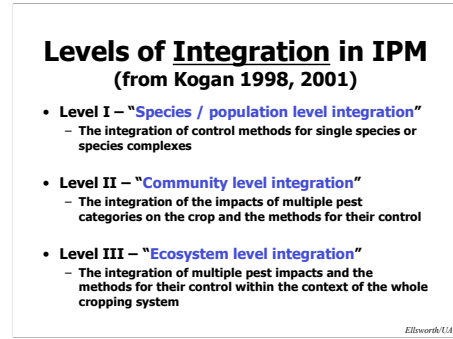 Levels of Integration in IPM
(from Kogan 1998, 2001)
• Level I – “Species / population level integration”
– The integration of control methods for single species or
species complexes
• Level II – “Community level integration”
– The integration of the impacts of multiple pest
categories on the crop and the methods for their control
• Level III – “Ecosystem level integration”
– The integration of multiple pest impacts and the
methods for their control within the context of the whole
cropping system
Ellsworth/UA